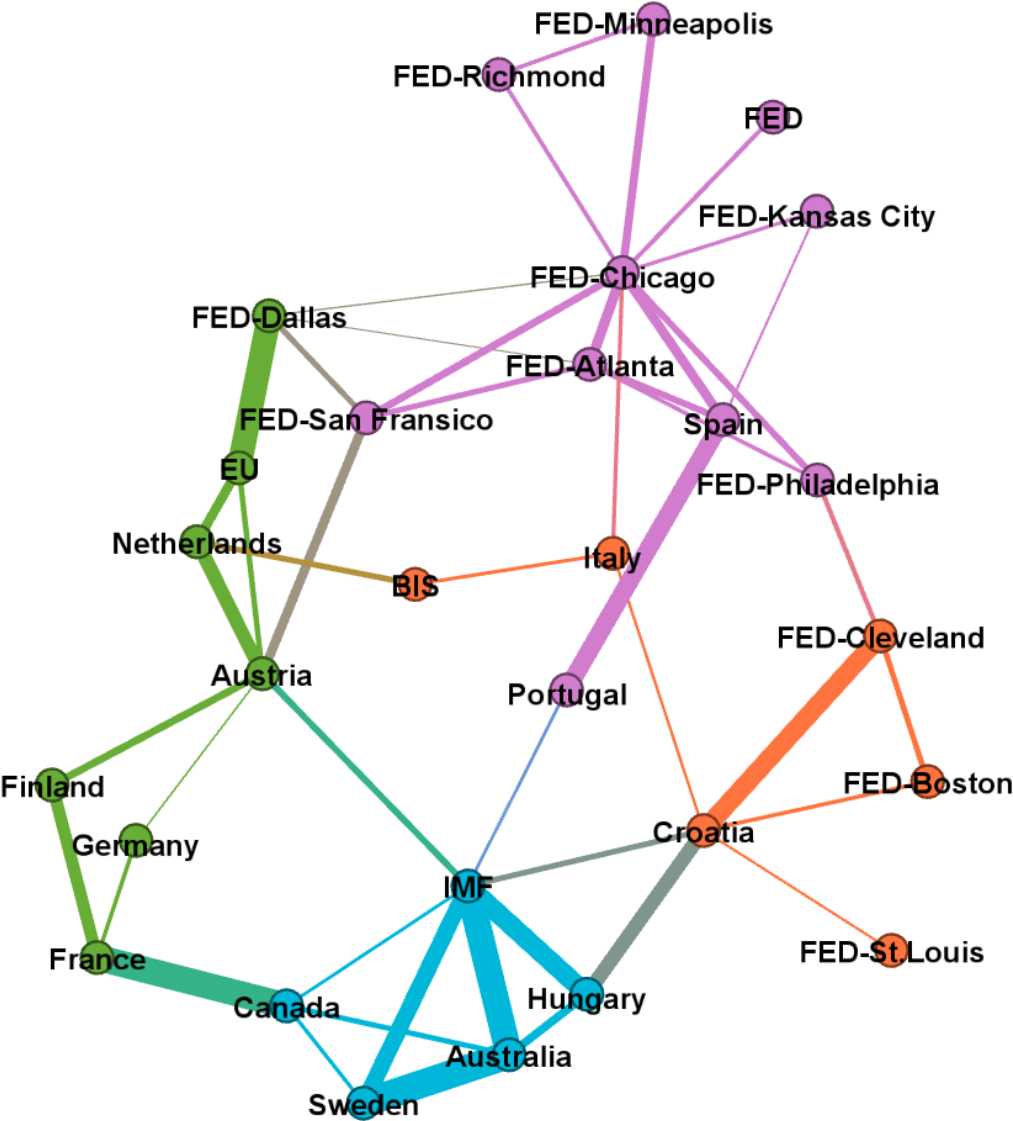 FED-Minneapolis
FED-Richmond
FED
FED-Kansas City
FED-Chicago
FED-Dallas
FED-Atlanta
FED-San Fransico
Spain
EU
FED-Philadelphia
Netherlands
Italy
BIS
FED-Cleveland
Austria
Portugal
Finland
FED-Boston
Croatia
Germany
IMF
FED-St.Louis
France
Hungary
Canada
Australia
Sweden